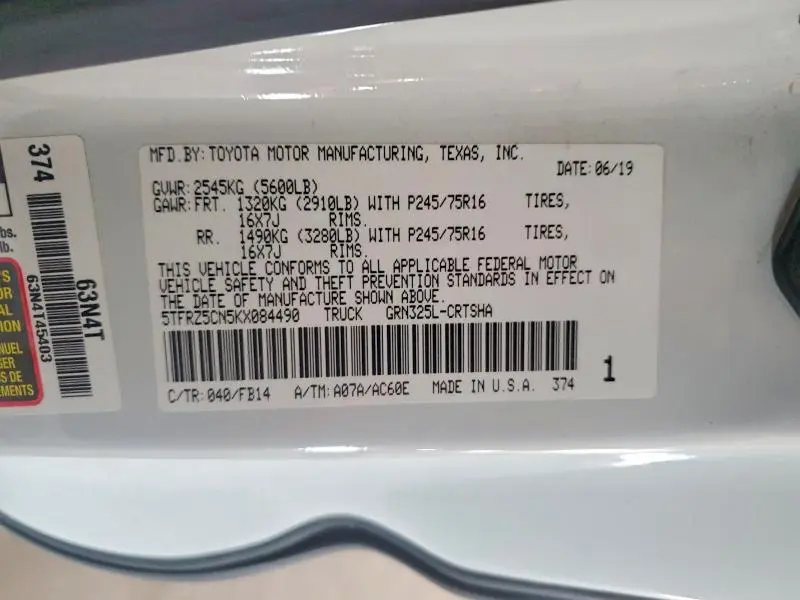 MFD.BY: TOYOTA MOTOR MANUFACTURING, TEXAS, INC.
DATE: 06/19
GVWR: 2545KG (5600LB)
GAWR: FRT. 1320KG (2910LB) WITH P245/75R16 TIRES,
16X7J RIMS.
RR. 1490KG (3280LB) WITH P245/75R16 TIRES,
16X7J RIMS.
THIS VEHICLE CONFORMS TO ALL APPLICABLE FEDERAL MOTOR
VEHICLE SAFETY AND THEFT PREVENTION STANDARDS IN EFFECT ON
THE DATE OF MANUFACTURE SHOWN ABOVE.
5TFRZ5CN5KX084490 TRUCK GRN325L-CRTSHA
C/TR: 040/FB14 A/TM: A07A/AC60E MADE IN U.S.A. 374
1
374
63N4T45403
63N4T
lb.